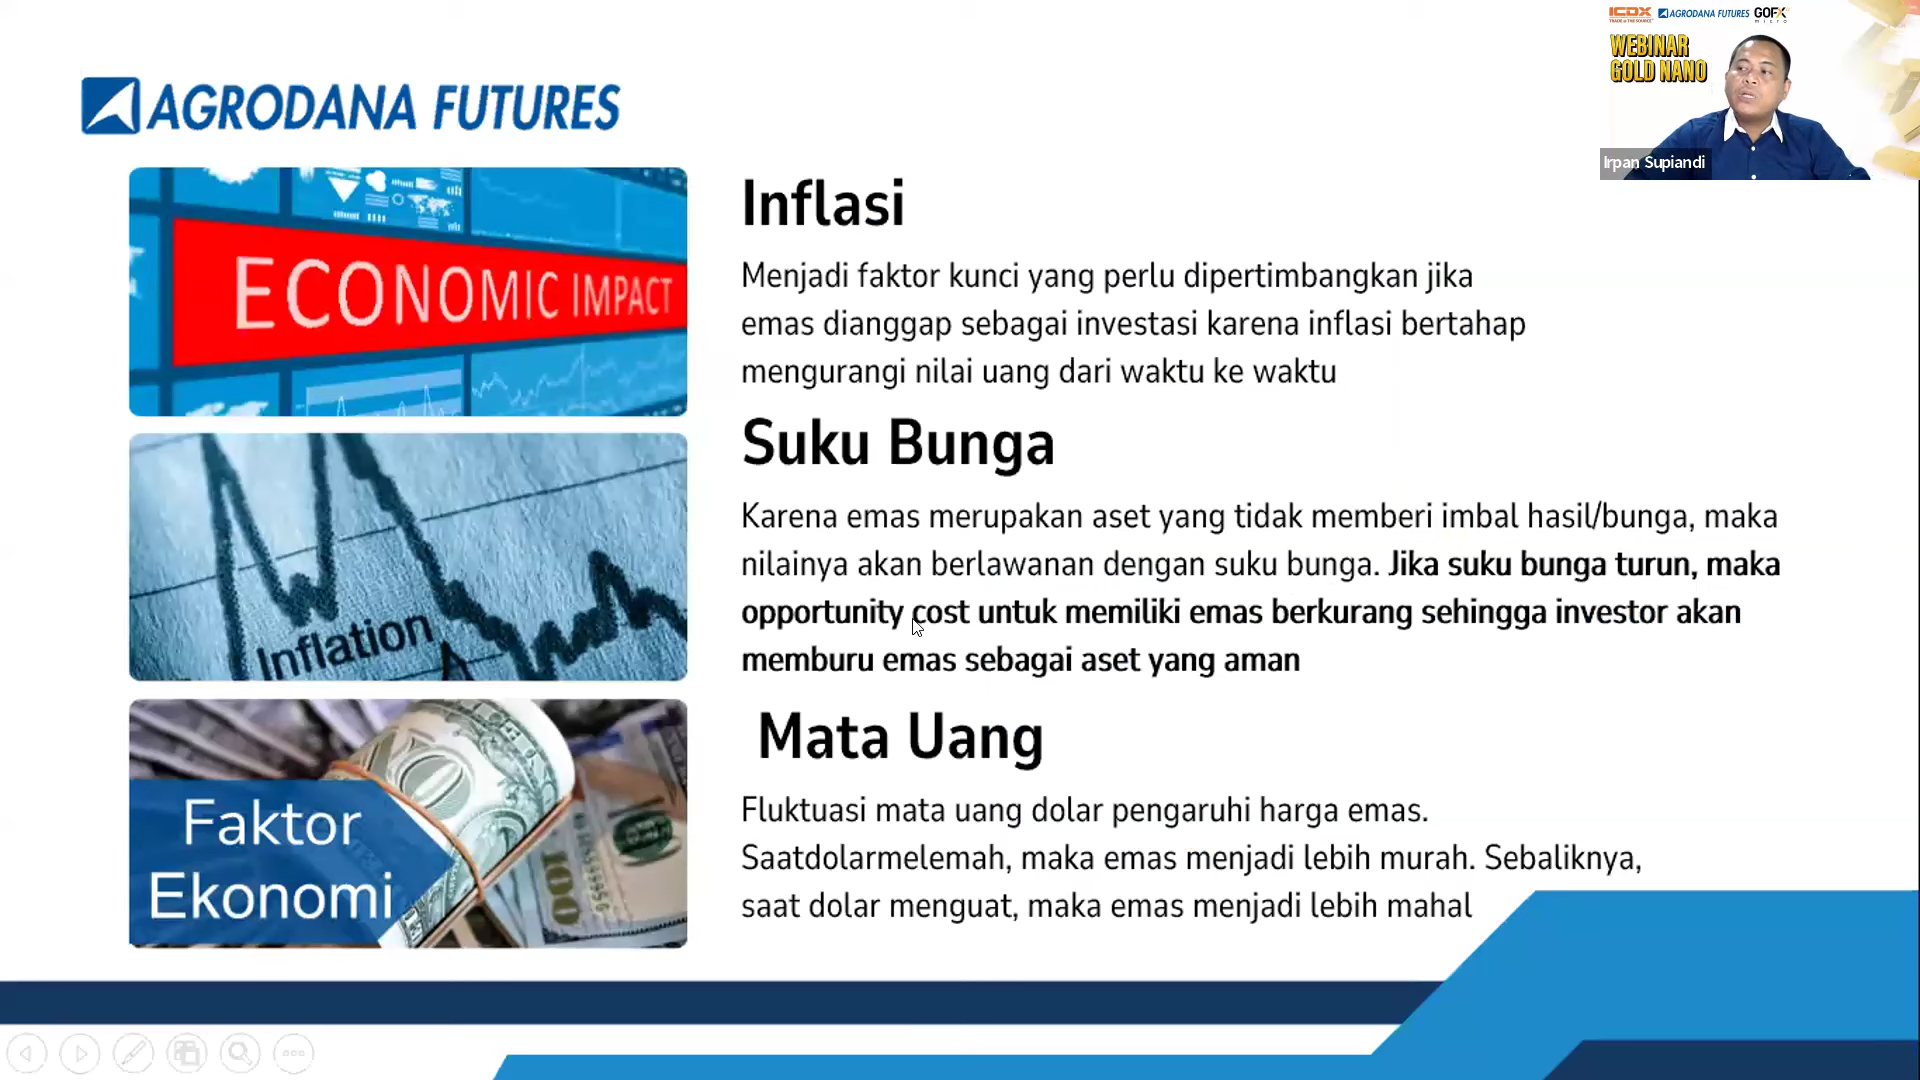 ICDX
AGRODANA FUTURES
GOFX
WEBINAR
GOLD NANO
Irpan Supiandi
AGRODANA FUTURES
ECONOMIC IMPACT
Inflasi
Menjadi faktor kunci yang perlu dipertimbangkan jika
emas dianggap sebagai investasi karena inflasi bertahap
mengurangi nilai uang dari waktu ke waktu
Inflation
Suku Bunga
Karena emas merupakan aset yang tidak memberi imbal hasil/bunga, maka
nilainya akan berlawanan dengan suku bunga. Jika suku bunga turun, maka
opportunity cost untuk memiliki emas berkurang sehingga investor akan
memburu emas sebagai aset yang aman
Faktor
Ekonomi
100
Mata Uang
Fluktuasi mata uang dolar pengaruhi harga emas.
Saatdolarmelemah, maka emas menjadi lebih murah. Sebaliknya,
saat dolar menguat, maka emas menjadi lebih mahal